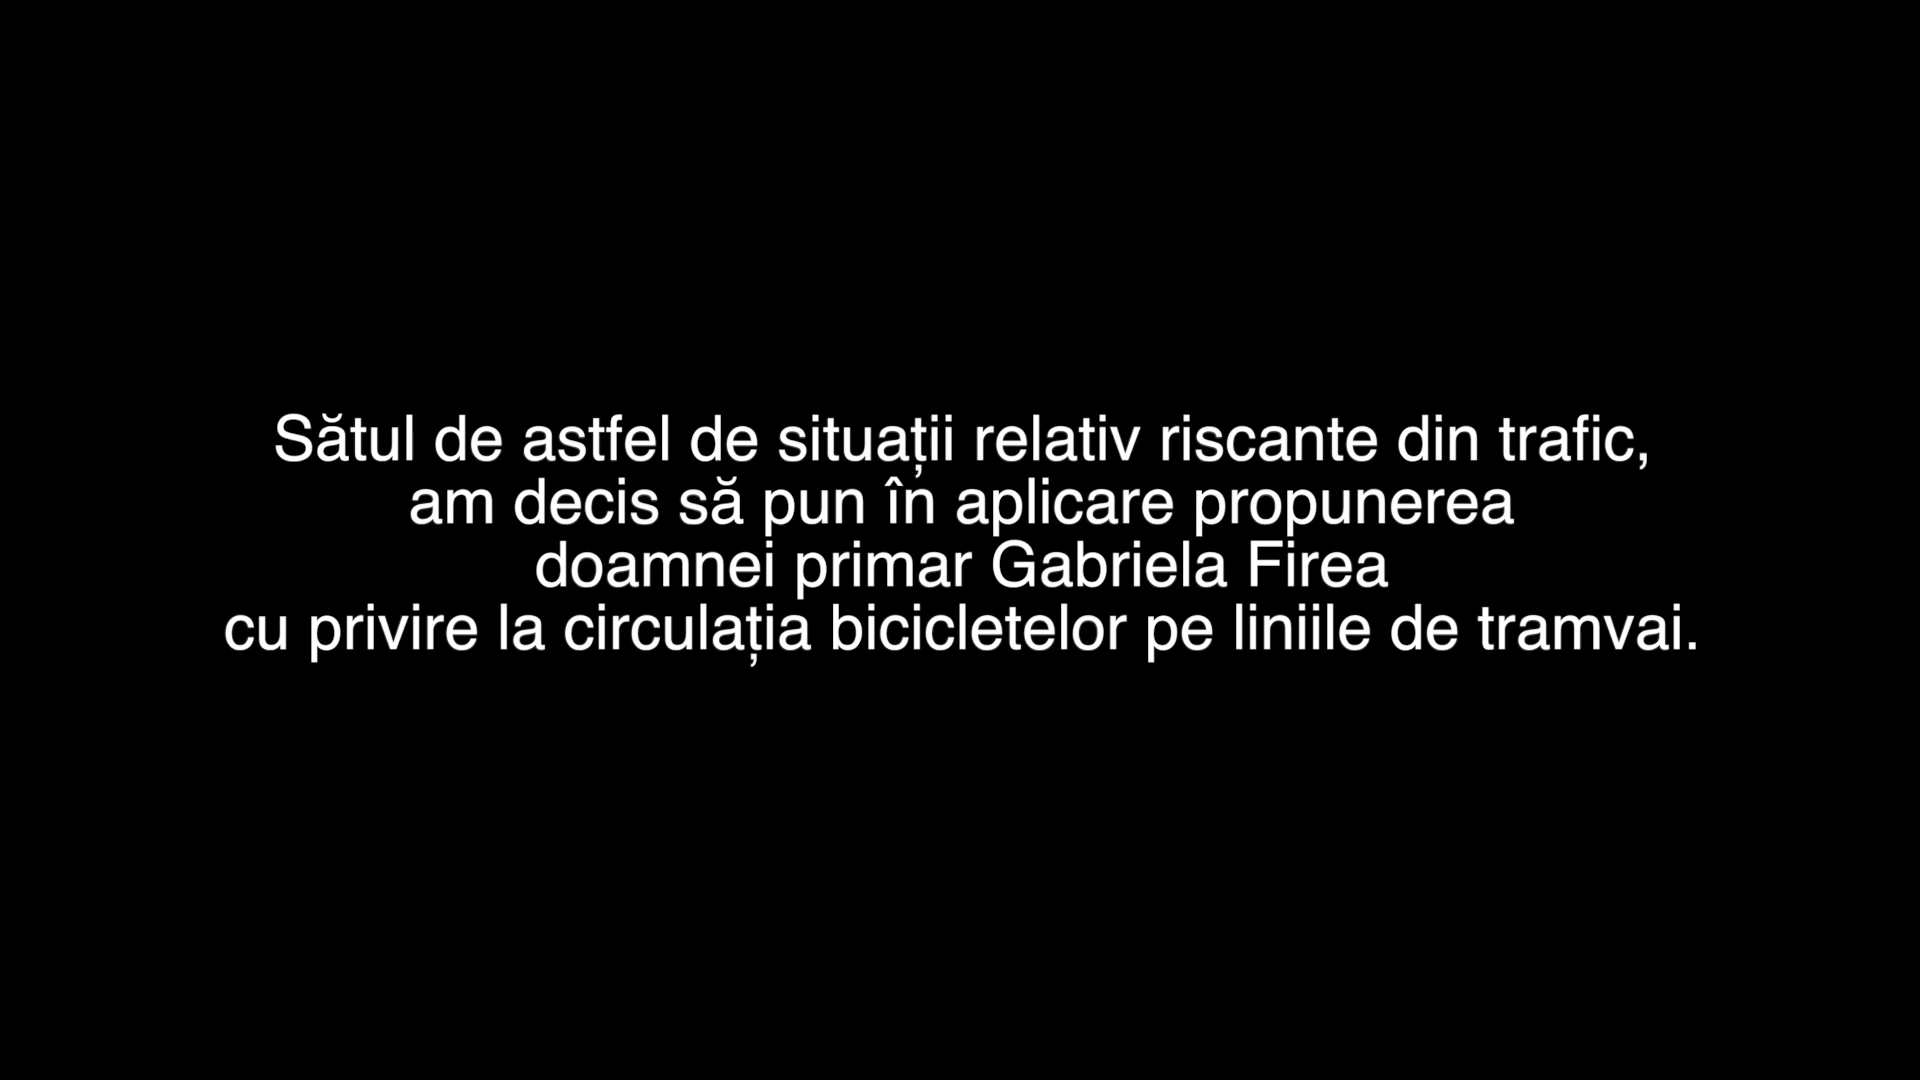 Sătul de astfel de situații relativ riscante din trafic,
am decis să pun în aplicare propunerea
doamnei primar Gabriela Firea
cu privire la circulația bicicletelor pe liniile de tramvai.